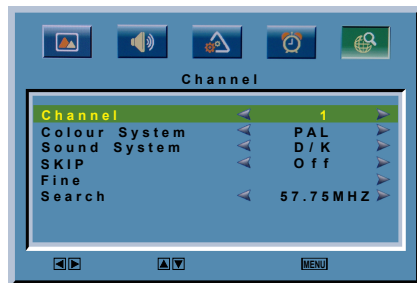 Channel
Channel 1
Colour System PAL
Sound System D/K
SKIP Off
Fine
Search 57.75MHZ
MENU